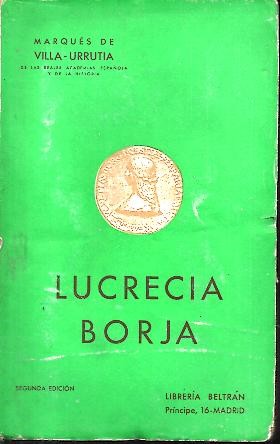 MARQUÉS DE
VILLA-URRUTIA
DE LAS REALES ACADEMIAS ESPAÑOLA
Y DE LA HISTORIA
LUCRECIA
BORJA
SEGUNDA EDICIÓN
LIBRERÍA BELTRÁN
Príncipe, 16-MADRID